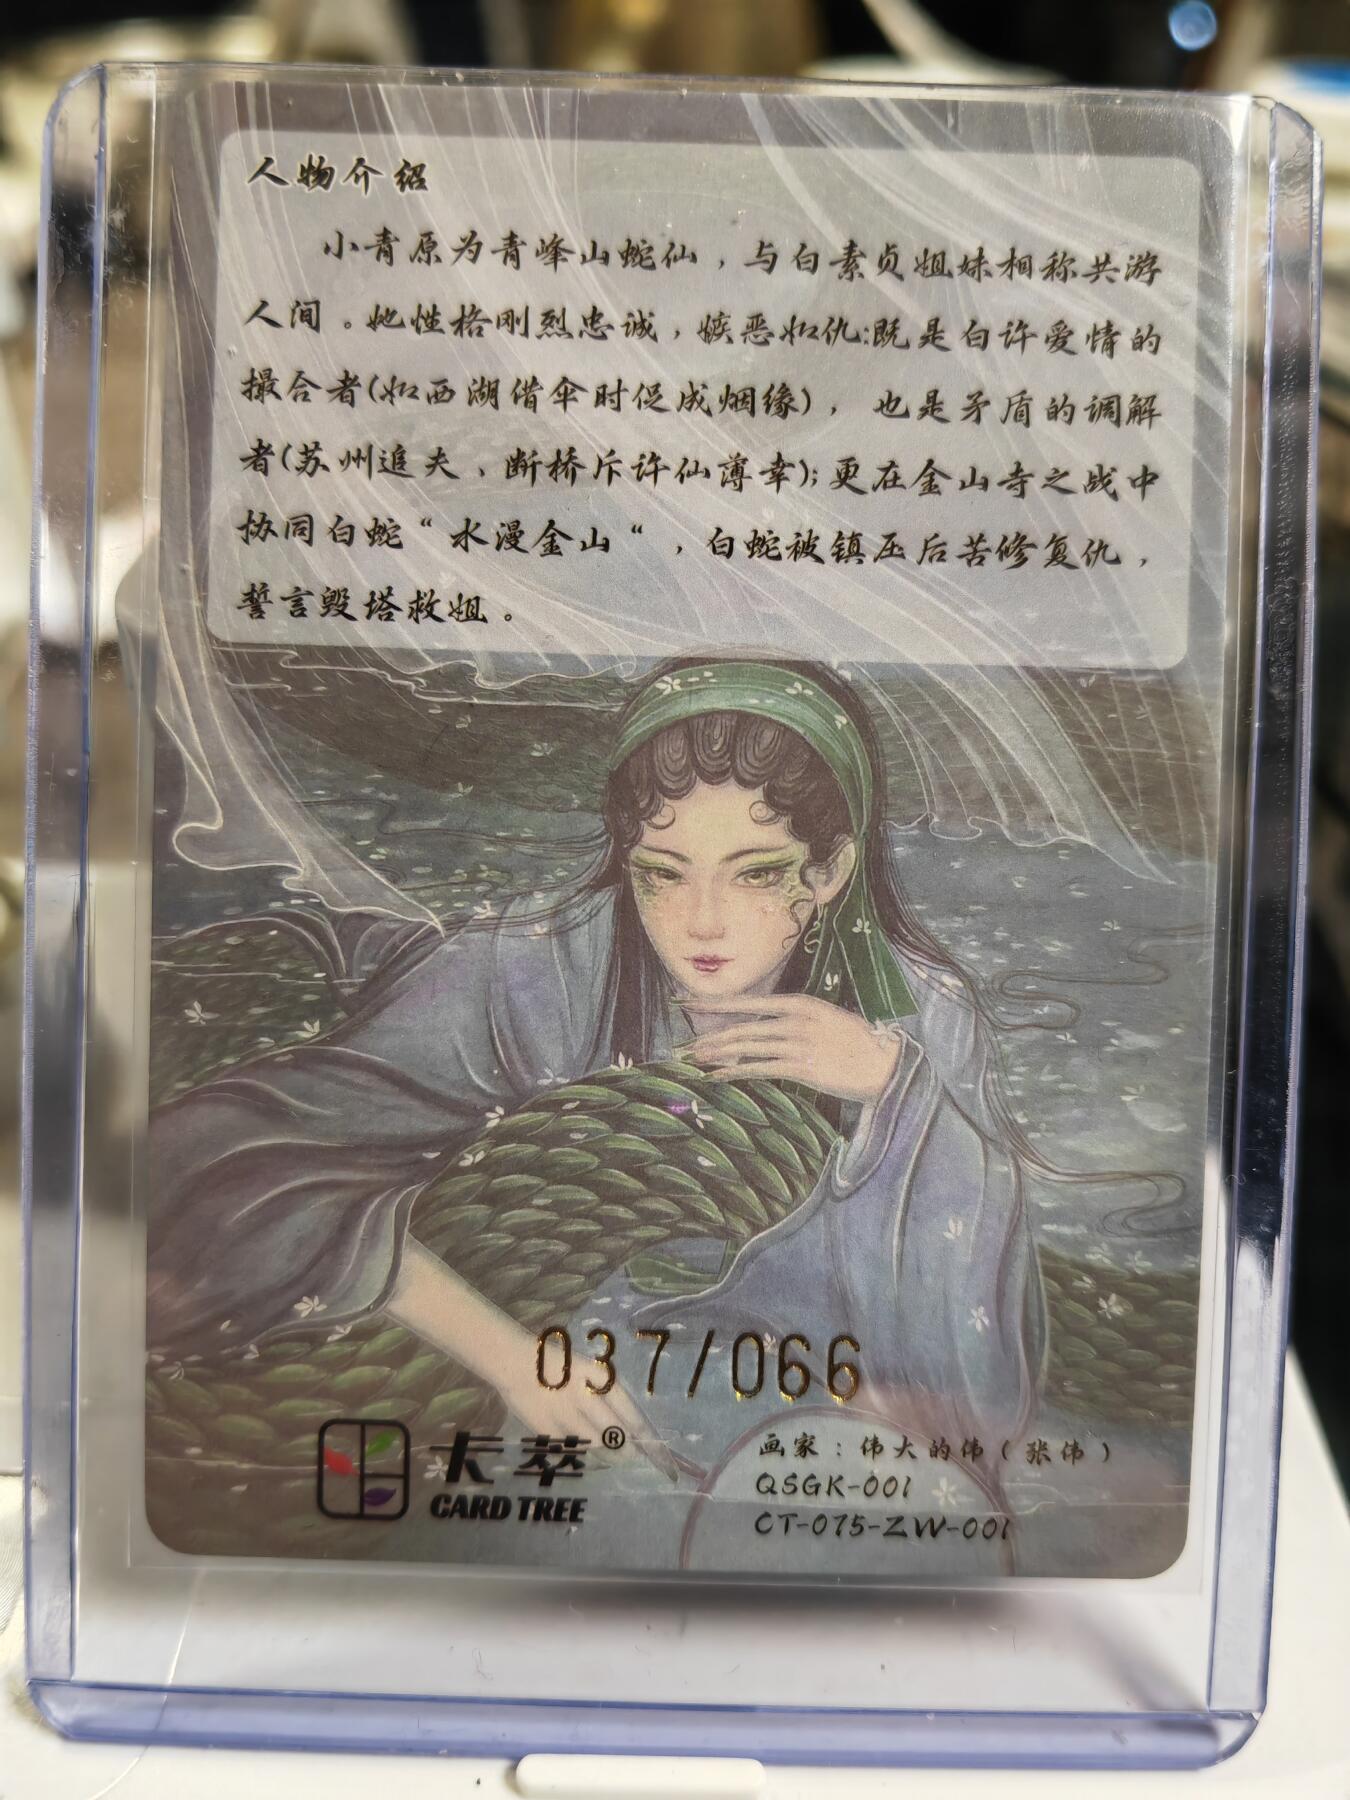 人物介绍
小青原为青峰山蛇仙，与白素贞姐妹相称共游
人间。她性格刚烈忠诚，嫉恶如仇:既是白许爱情的
撮合者(如西湖借伞时促成烟缘)，也是矛盾的调解
者(苏州追夫、断桥斥许仙薄幸);更在金山寺之战中
协同白蛇“水漫金山“，白蛇被镇压后苦修复仇，
誓言毁塔救姐。
037/066
卡萃®
CARD TREE
画家：伟大的伟（张伟）
QSGK-001
CT-075-ZW-001